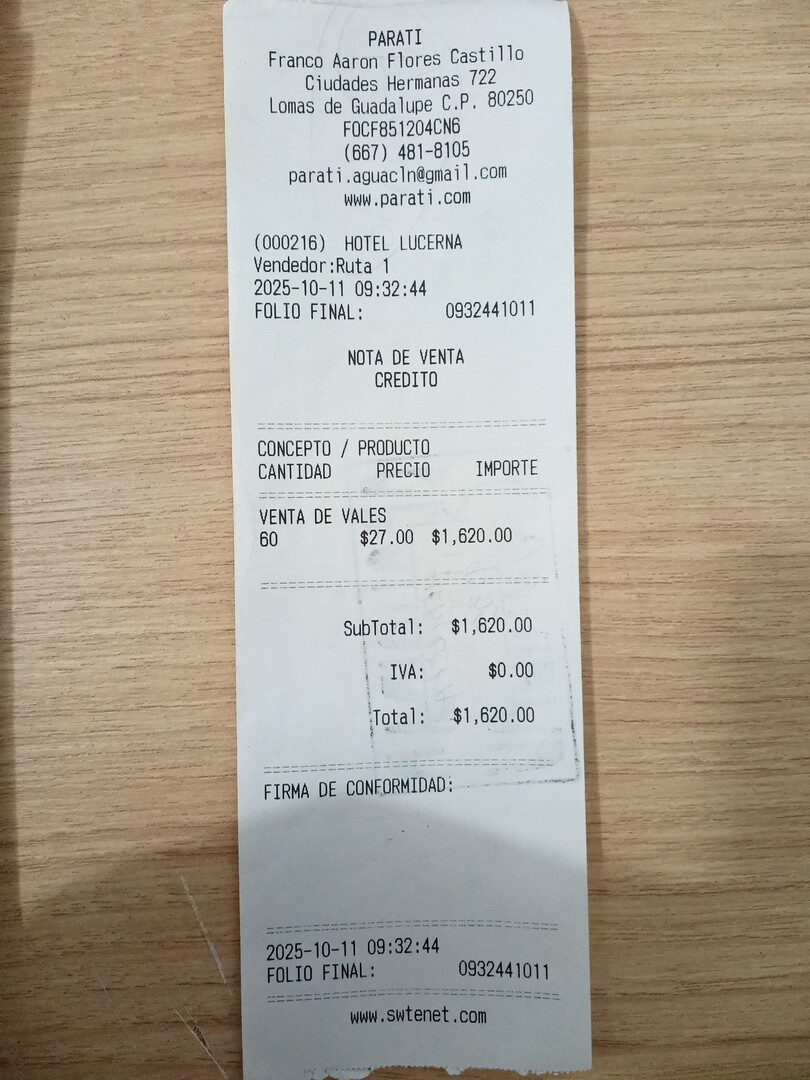 PARATI
Franco Aaron Flores Castillo
Ciudades Hermanas 722
Lomas de Guadalupe C.P. 80250
FOCF851204CN6
(667) 481-8105
parati.aguacln@gmail.com
www.parati.com
(000216) HOTEL LUCERNA
Vendedor:Ruta 1
2025-10-11 09:32:44
FOLIO FINAL: 0932441011
NOTA DE VENTA
CREDITO
CONCEPTO / PRODUCTO
CANTIDAD PRECIO IMPORTE
VENTA DE VALES
60 $27.00 $1,620.00
SubTotal: $1,620.00
IVA: $0.00
Total: $1,620.00
FIRMA DE CONFORMIDAD:
2025-10-11 09:32:44
FOLIO FINAL: 0932441011
www.swtenet.com